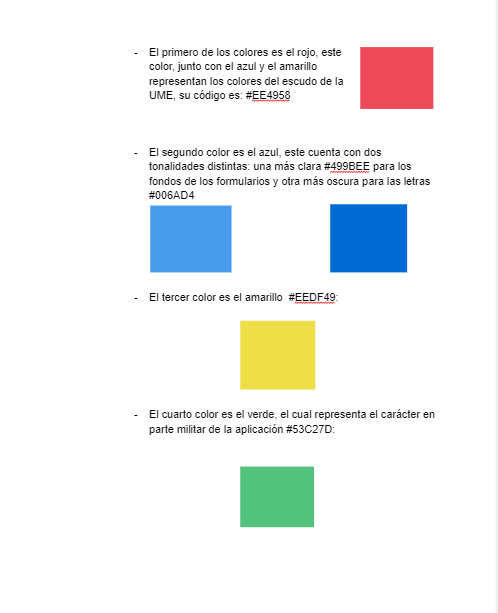 - El primero de los colores es el rojo, este
color, junto con el azul y el amarillo
representan los colores del escudo de la
UME, su código es: #EE4958
- El segundo color es el azul, este cuenta con dos
tonalidades distintas: una más clara #499BEE para los
fondos de los formularios y otra más oscura para las letras
#006AD4
- El tercer color es el amarillo  #EEDF49:
- El cuarto color es el verde, el cual representa el carácter en
parte militar de la aplicación #53C27D: